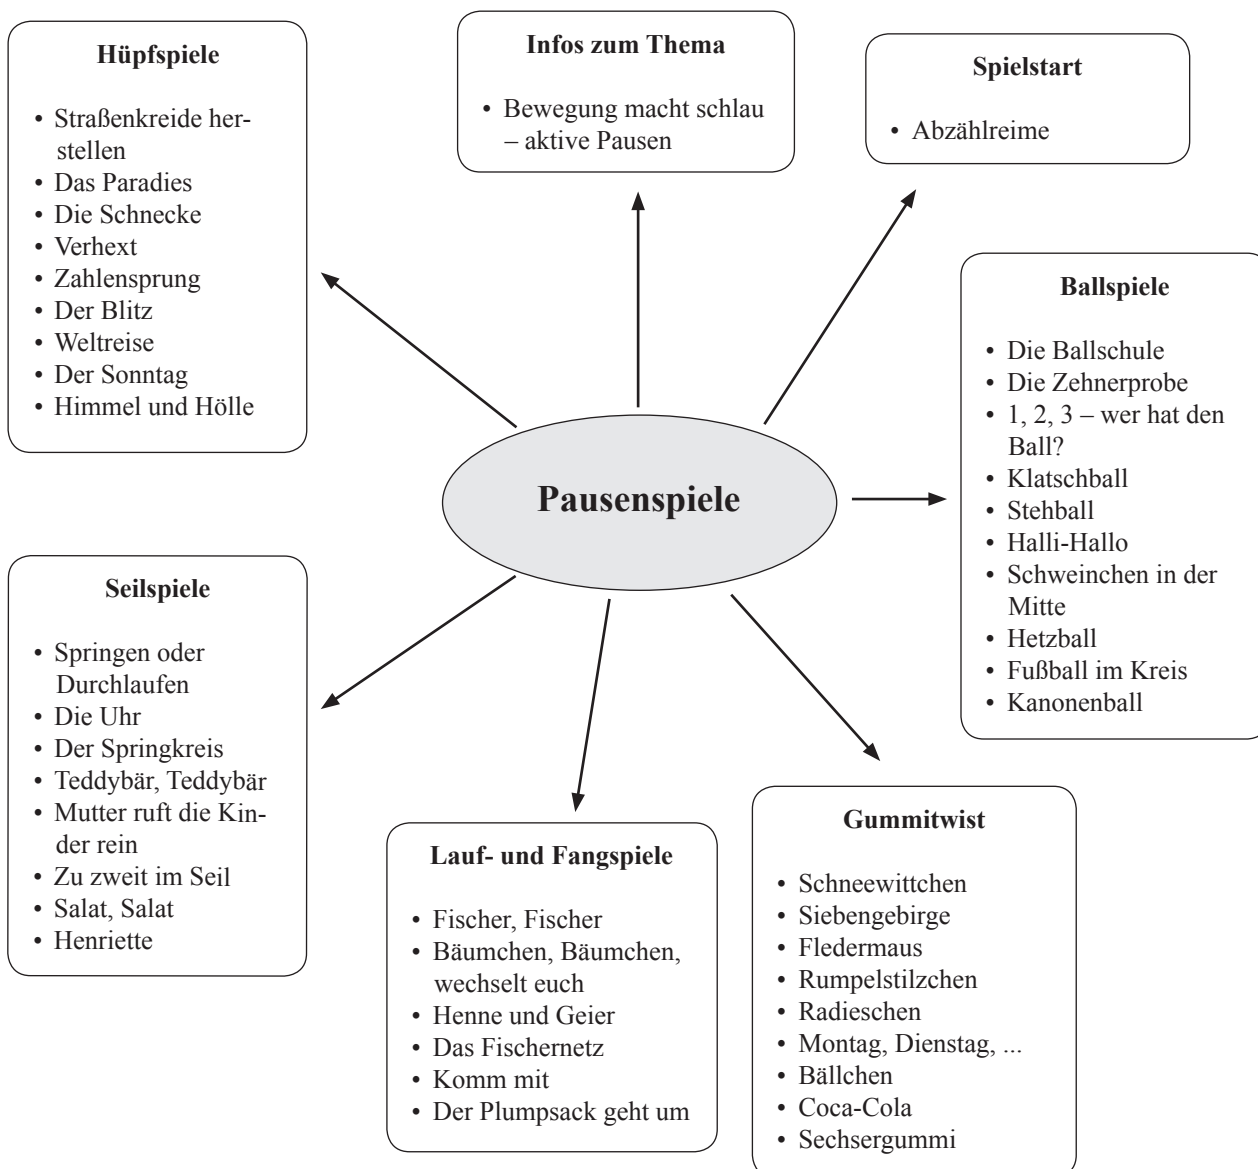 Hüpfspiele
• Straßenkreide her-
stellen
• Das Paradies
• Die Schnecke
• Verhext
• Zahlensprung
• Der Blitz
• Weltreise
• Der Sonntag
• Himmel und Hölle
Infos zum Thema
• Bewegung macht schlau
– aktive Pausen
Spielstart
• Abzählreime
Ballspiele
• Die Ballschule
• Die Zehnerprobe
• 1, 2, 3 – wer hat den
Ball?
• Klatschball
• Stehball
• Halli-Hallo
• Schweinchen in der
Mitte
• Hetzball
• Fußball im Kreis
• Kanonenball
Pausenspiele
Seilspiele
• Springen oder
Durchlaufen
• Die Uhr
• Der Springkreis
• Teddybär, Teddybär
• Mutter ruft die Kin-
der rein
• Zu zweit im Seil
• Salat, Salat
• Henriette
Lauf- und Fangspiele
• Fischer, Fischer
• Bäumchen, Bäumchen,
wechselt euch
• Henne und Geier
• Das Fischernetz
• Komm mit
• Der Plumpsack geht um
Gummitwist
• Schneewittchen
• Siebengebirge
• Fledermaus
• Rumpelstilzchen
• Radieschen
• Montag, Dienstag, ...
• Bällchen
• Coca-Cola
• Sechsergummi